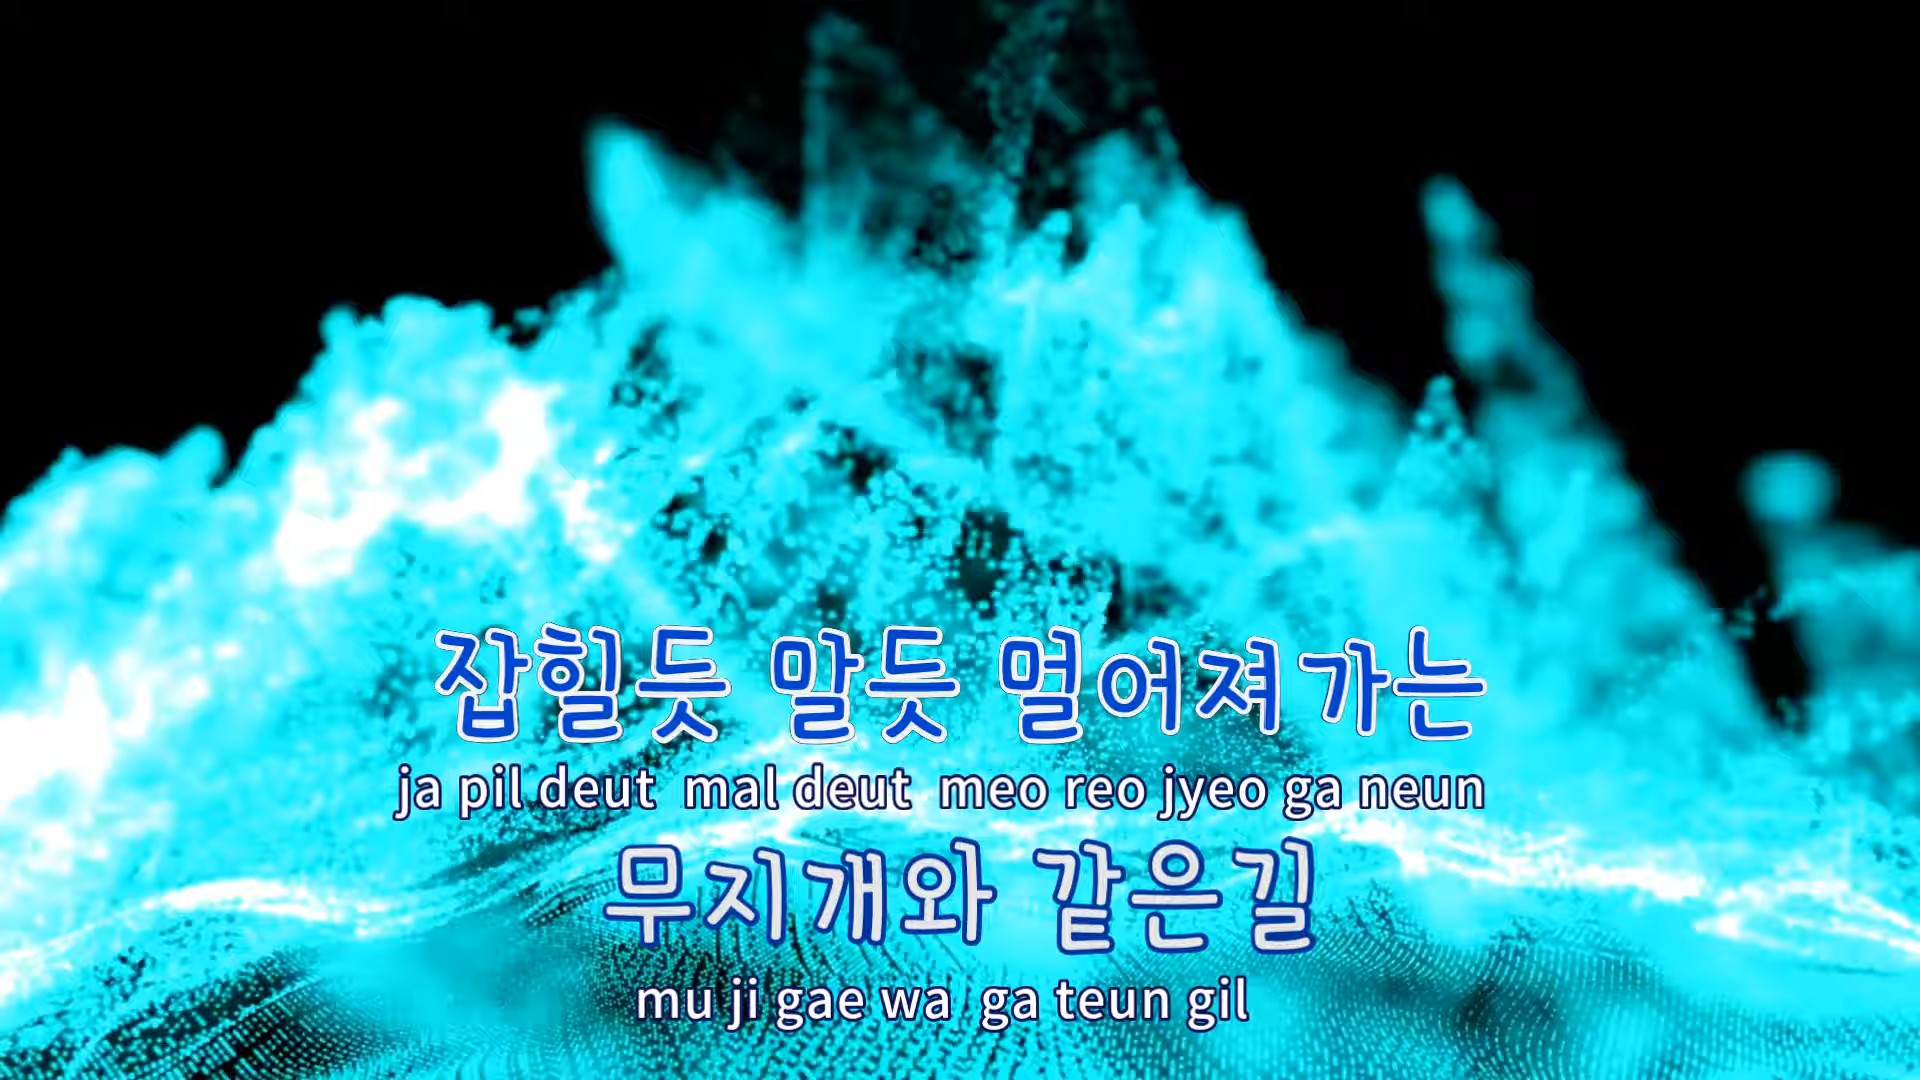 잡힐듯 말듯 멀어져가는
ja pil deut mal deut meo reo jyeo ga neun
무지개와 같은길
mu ji gae wa ga teun gil